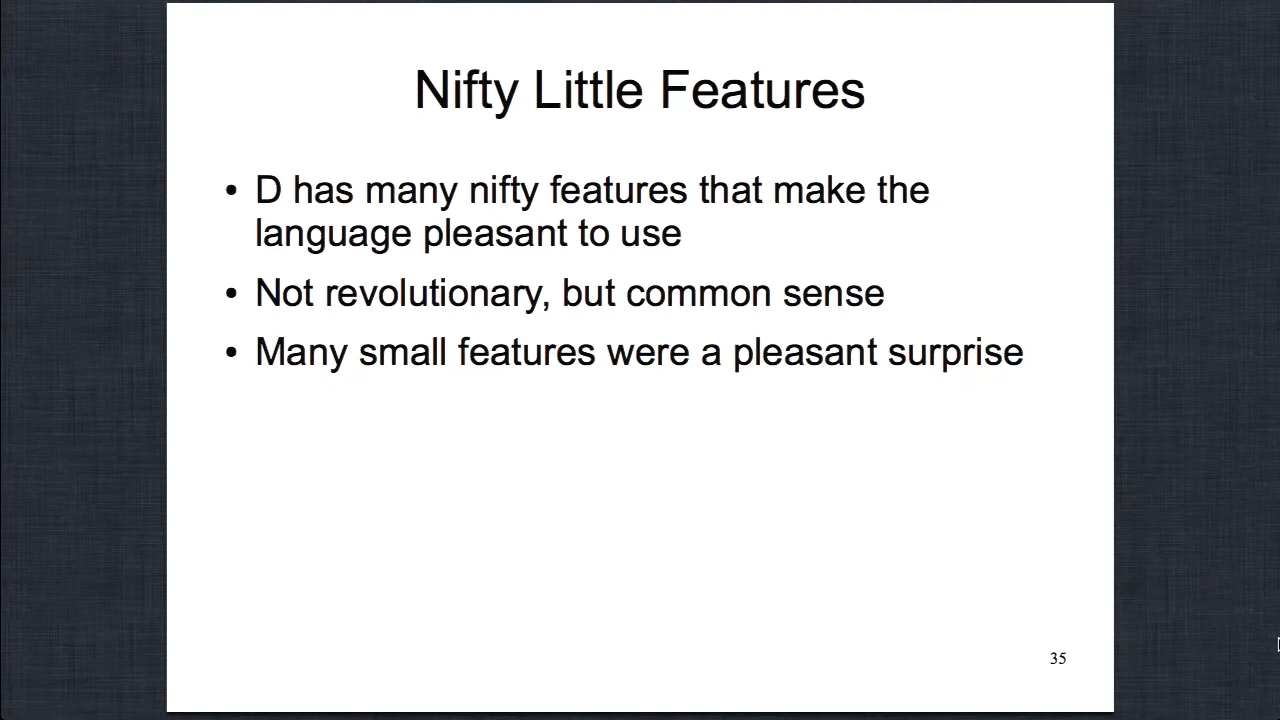 Nifty Little Features
• D has many nifty features that make the
language pleasant to use
• Not revolutionary, but common sense
• Many small features were a pleasant surprise
35